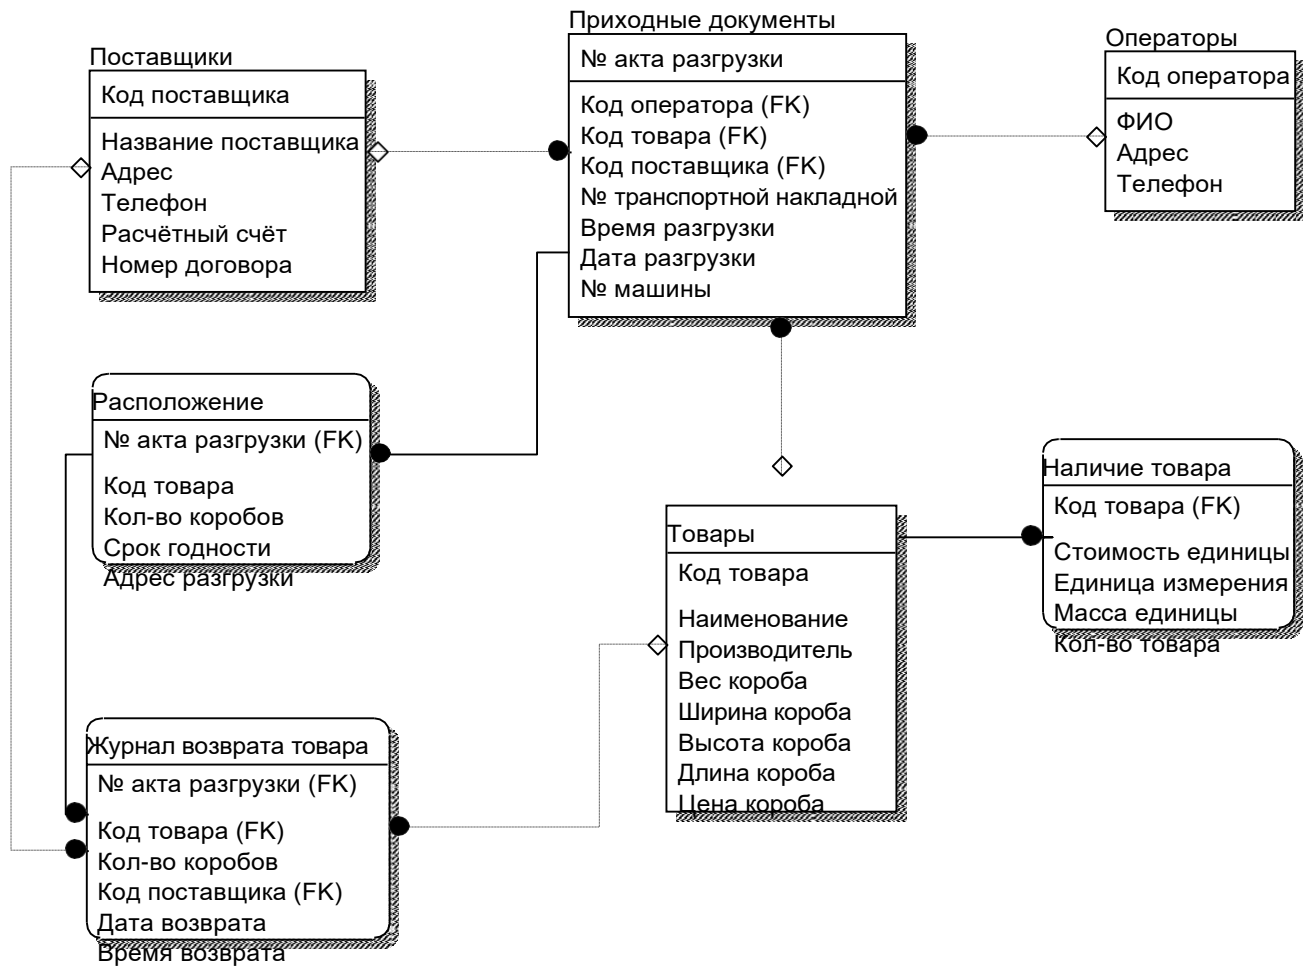 Поставщики
Код поставщика
Название поставщика
Адрес
Телефон
Расчётный счёт
Номер договора
Приходные документы
№ акта разгрузки
Код оператора (FK)
Код товара (FK)
Код поставщика (FK)
№ транспортной накладной
Время разгрузки
Дата разгрузки
№ машины
Операторы
Код оператора
ФИО
Адрес
Телефон
Расположение
№ акта разгрузки (FK)
Код товара
Кол-во коробов
Срок годности
Адрес разгрузки
Товары
Код товара
Наименование
Производитель
Вес короба
Ширина короба
Высота короба
Длина короба
Цена короба
Наличие товара
Код товара (FK)
Стоимость единицы
Единица измерения
Масса единицы
Кол-во товара
Журнал возврата товара
№ акта разгрузки (FK)
Код товара (FK)
Кол-во коробов
Код поставщика (FK)
Дата возврата
Время возврата